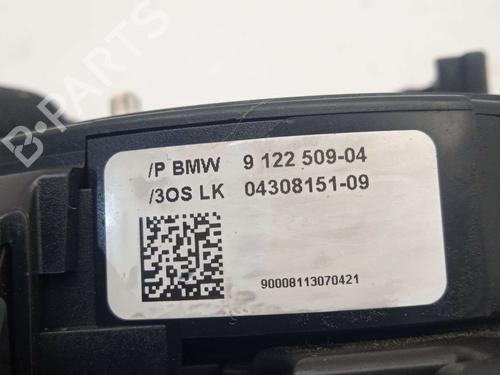 B-PARTS
/P BMW 9 122 509-04
/3OS LK 04308151-09
90008113070421